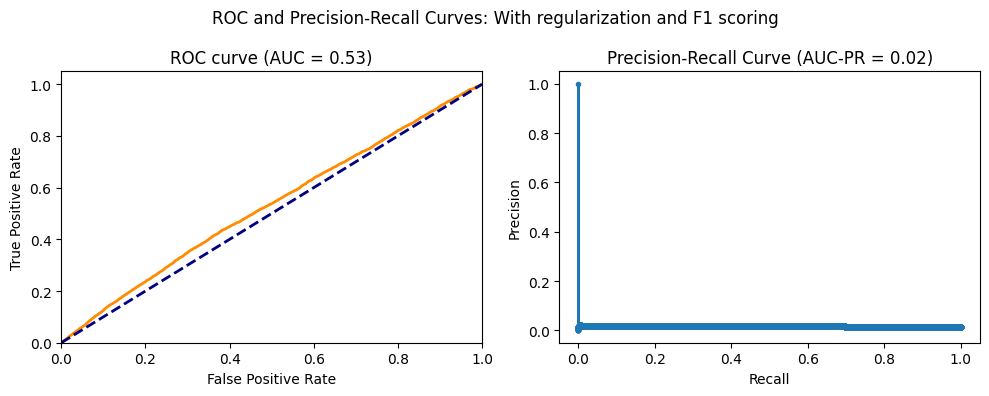 ROC and Precision-Recall Curves: With regularization and F1 scoring
ROC curve (AUC = 0.53)
1.0
0.8
0.6
0.4
0.2
0.0
True Positive Rate
0.0 0.2 0.4 0.6 0.8 1.0
False Positive Rate
Precision-Recall Curve (AUC-PR = 0.02)
1.0
0.8
0.6
0.4
0.2
0.0
Precision
0.0 0.2 0.4 0.6 0.8 1.0
Recall